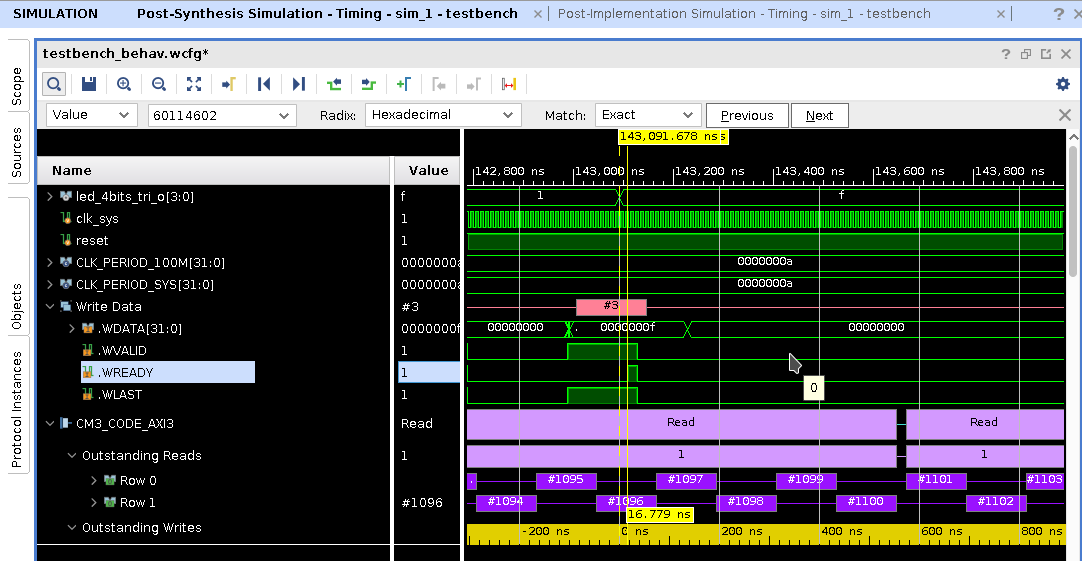 SIMULATION Post-Synthesis Simulation - Timing - sim_1 - testbench Post-Implementation Simulation - Timing - sim_1 - testbench
testbench_behav.wcfg*
Value 60114602 Radix: Hexadecimal Match: Exact Previous Next
Scope
Sources
Objects
Protocol Instances
143,091.678 ns
Name Value 142,800 ns 143,000 ns 143,200 ns 143,400 ns 143,600 ns 143,800 ns
led_4bits_tri_o[3:0] f 1 f
clk_sys 1
reset 1
CLK_PERIOD_100M[31:0] 0000000a 0000000a
CLK_PERIOD_SYS[31:0] 0000000a 0000000a
Write Data #3 #3
.WDATA[31:0] 0000000f 00000000 . 0000000f 00000000
.WVALID 1
.WREADY 1
0
.WLAST 1
CM3_CODE_AXI3 Read Read Read
Outstanding Reads 1 1 1
Row 0 . #1095 #1097 #1099 #1101 #1103
Row 1 #1096 #1094 #1096 #1098 #1100 #1102
16.779 ns
Outstanding Writes -200 ns 0 ns 200 ns 400 ns 600 ns 800 ns